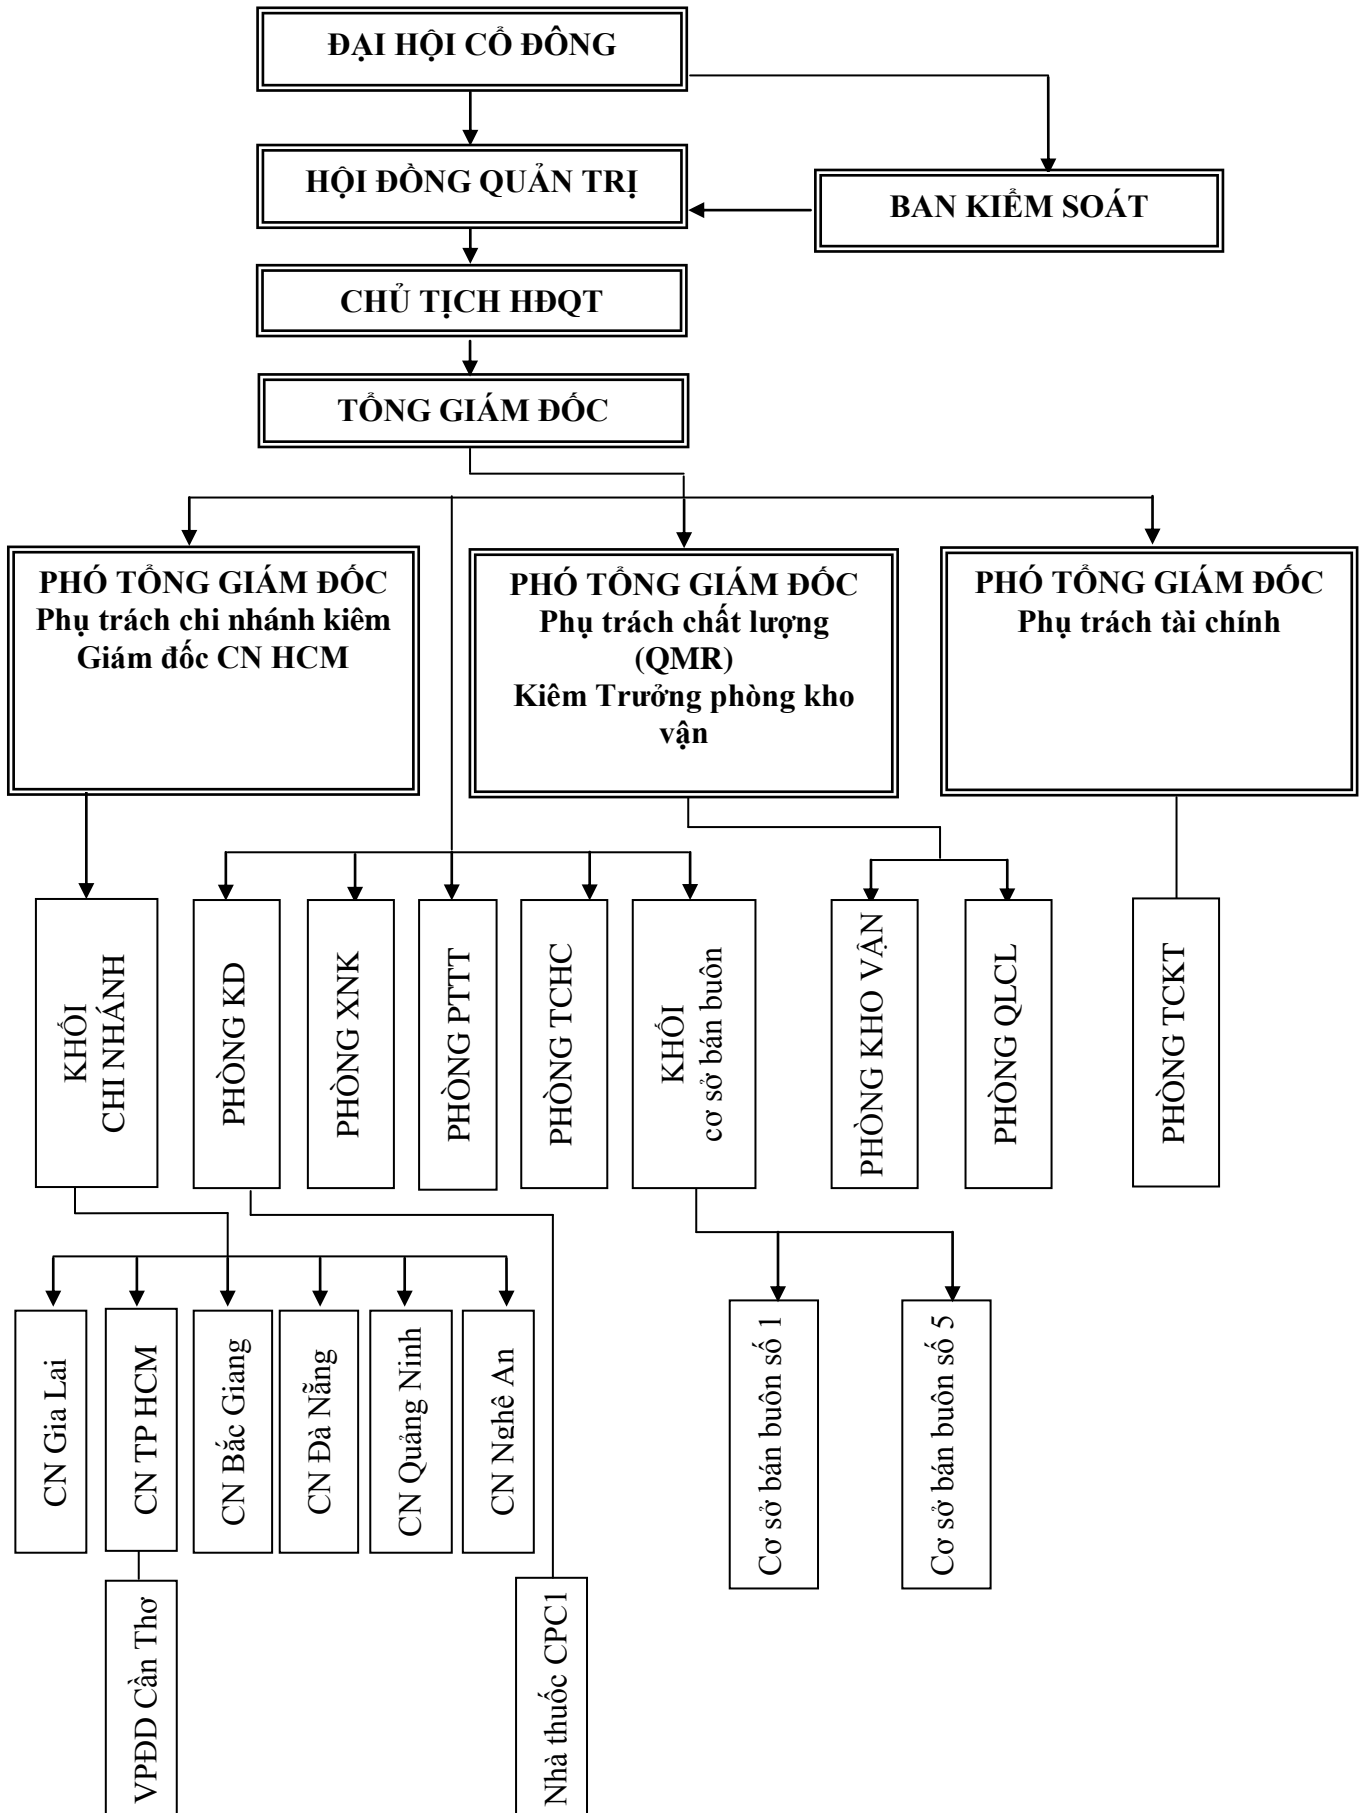 ĐẠI HỘI CỔ ĐÔNG
HỘI ĐỒNG QUẢN TRỊ
BAN KIỂM SOÁT
CHỦ TỊCH HĐQT
TỔNG GIÁM ĐỐC
PHÓ TỔNG GIÁM ĐỐC
Phụ trách chi nhánh kiêm
Giám đốc CN HCM
PHÓ TỔNG GIÁM ĐỐC
Phụ trách chất lượng
(QMR)
Kiêm Trưởng phòng kho
vận
PHÓ TỔNG GIÁM ĐỐC
Phụ trách tài chính
KHỐI
CHI NHÁNH
PHÒNG KD
PHÒNG XNK
PHÒNG PTTT
PHÒNG TCHC
KHỐI
cơ sở bán buôn
PHÒNG KHO VẬN
PHÒNG QLCL
PHÒNG TCKT
CN Gia Lai
CN TP HCM
CN Bắc Giang
CN Đà Nẵng
CN Quảng Ninh
CN Nghê An
Cơ sở bán buôn số 1
Cơ sở bán buôn số 5
VPĐD Cần Thơ
Nhà thuốc CPC1